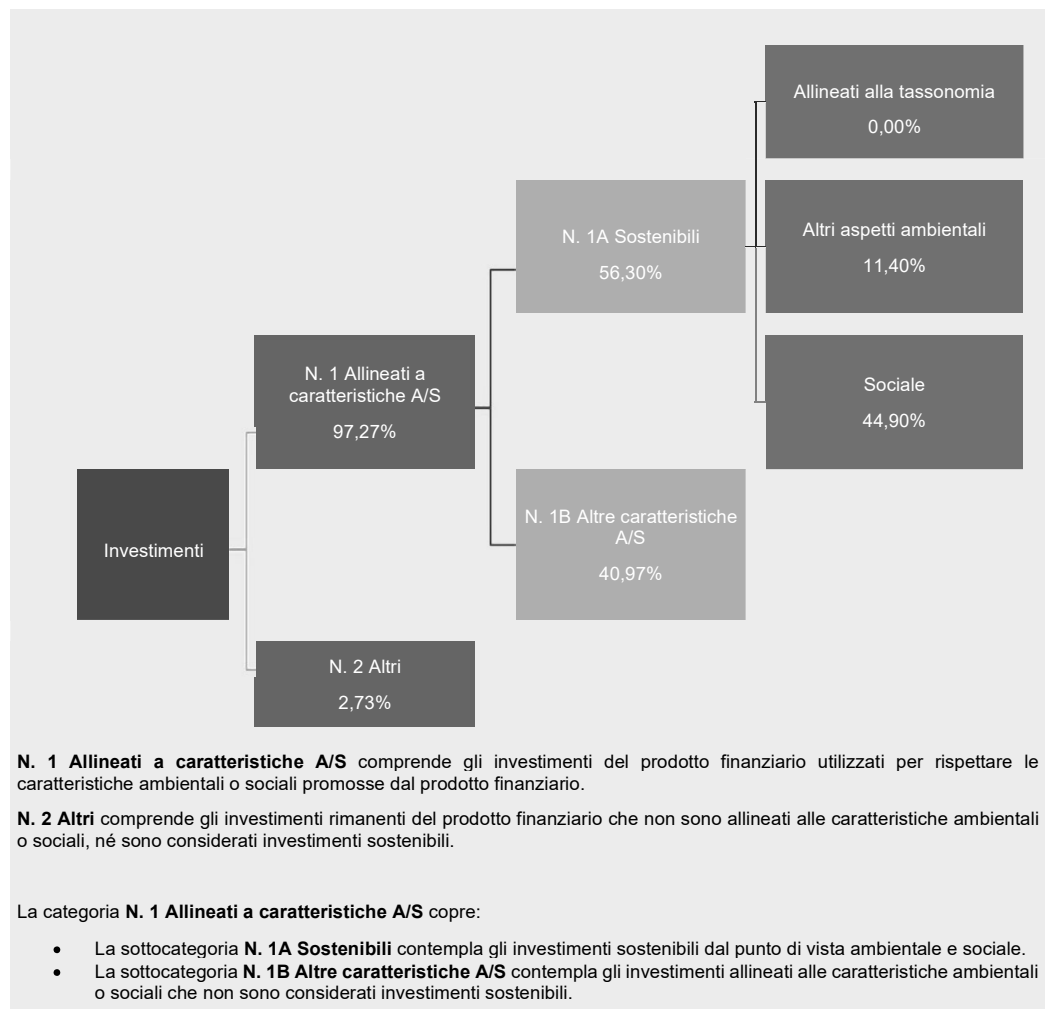 Allineati alla tassonomia
0,00%
N. 1A Sostenibili
56,30%
Altri aspetti ambientali
11,40%
N. 1 Allineati a
caratteristiche A/S
97,27%
Sociale
44,90%
Investimenti
N. 1B Altre caratteristiche
A/S
40,97%
N. 2 Altri
2,73%
N. 1 Allineati a caratteristiche A/S comprende gli investimenti del prodotto finanziario utilizzati per rispettare le
caratteristiche ambientali o sociali promosse dal prodotto finanziario.
N. 2 Altri comprende gli investimenti rimanenti del prodotto finanziario che non sono allineati alle caratteristiche ambientali
o sociali, né sono considerati investimenti sostenibili.
La categoria N. 1 Allineati a caratteristiche A/S copre:
• La sottocategoria N. 1A Sostenibili contempla gli investimenti sostenibili dal punto di vista ambientale e sociale.
• La sottocategoria N. 1B Altre caratteristiche A/S contempla gli investimenti allineati alle caratteristiche ambientali
o sociali che non sono considerati investimenti sostenibili.